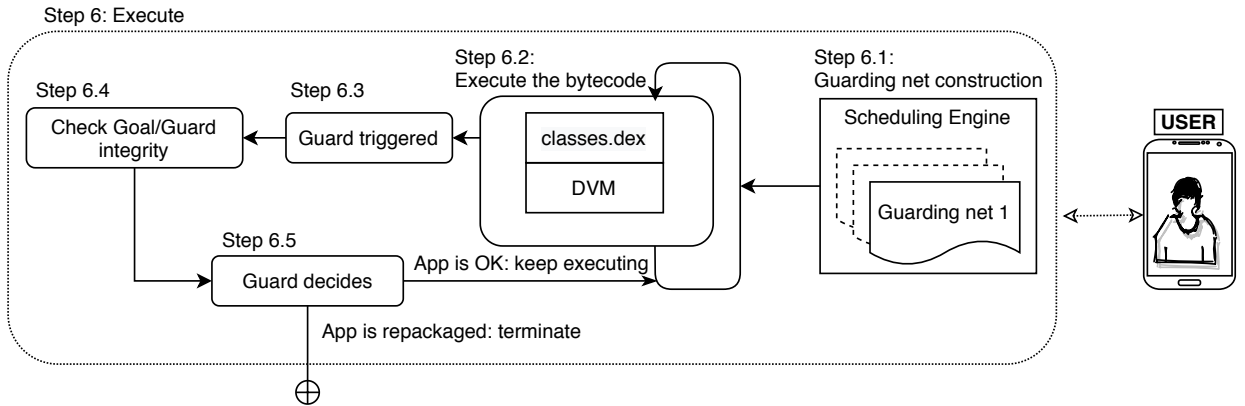 Step 6: Execute
Step 6.1:
Guarding net construction
Scheduling Engine
Guarding net 1
Step 6.2:
Execute the bytecode
classes.dex
DVM
Step 6.3
Guard triggered
Step 6.4
Check Goal/Guard
integrity
Step 6.5
Guard decides
App is OK: keep executing
App is repackaged: terminate
USER